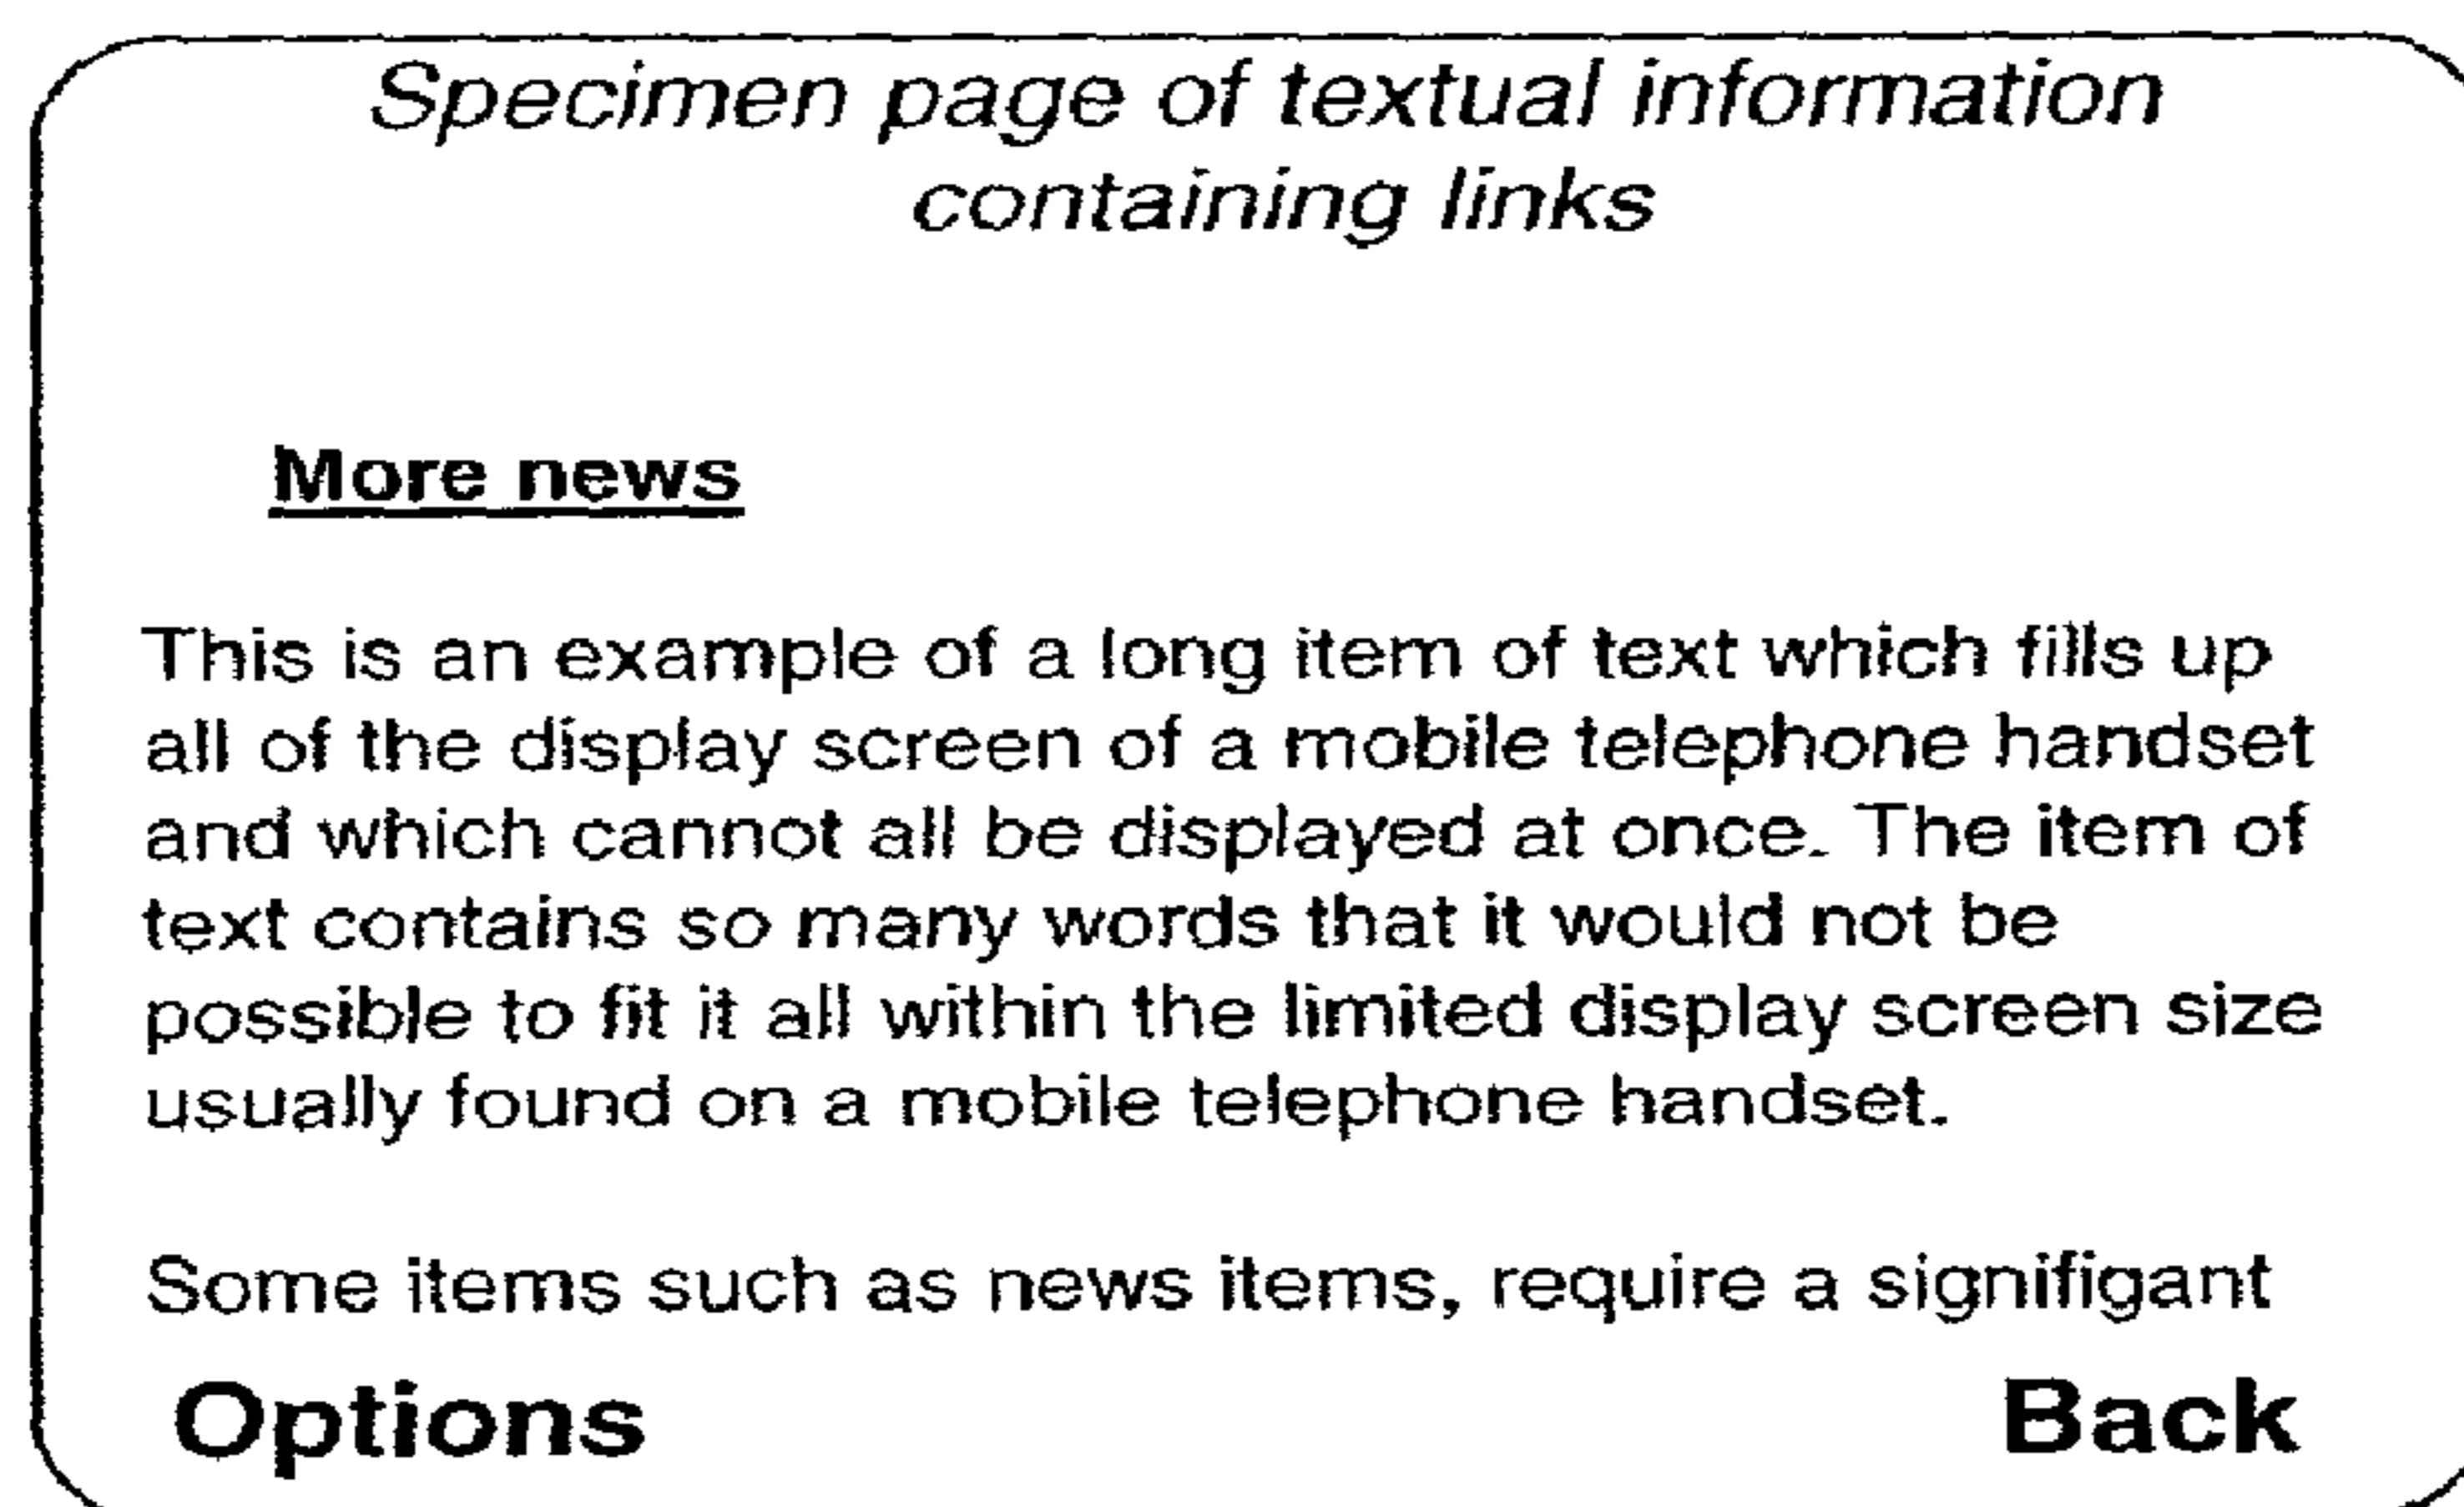 Specimen page of textual information
containing links
More news
This is an example of a long item of text which fills up
all of the display screen of a mobile telephone handset
and which cannot all be displayed at once. The item of
text contains so many words that it would not be
possible to fit it all within the limited display screen size
usually found on a mobile telephone handset.
Some items such as news items, require a signifigant
Options Back